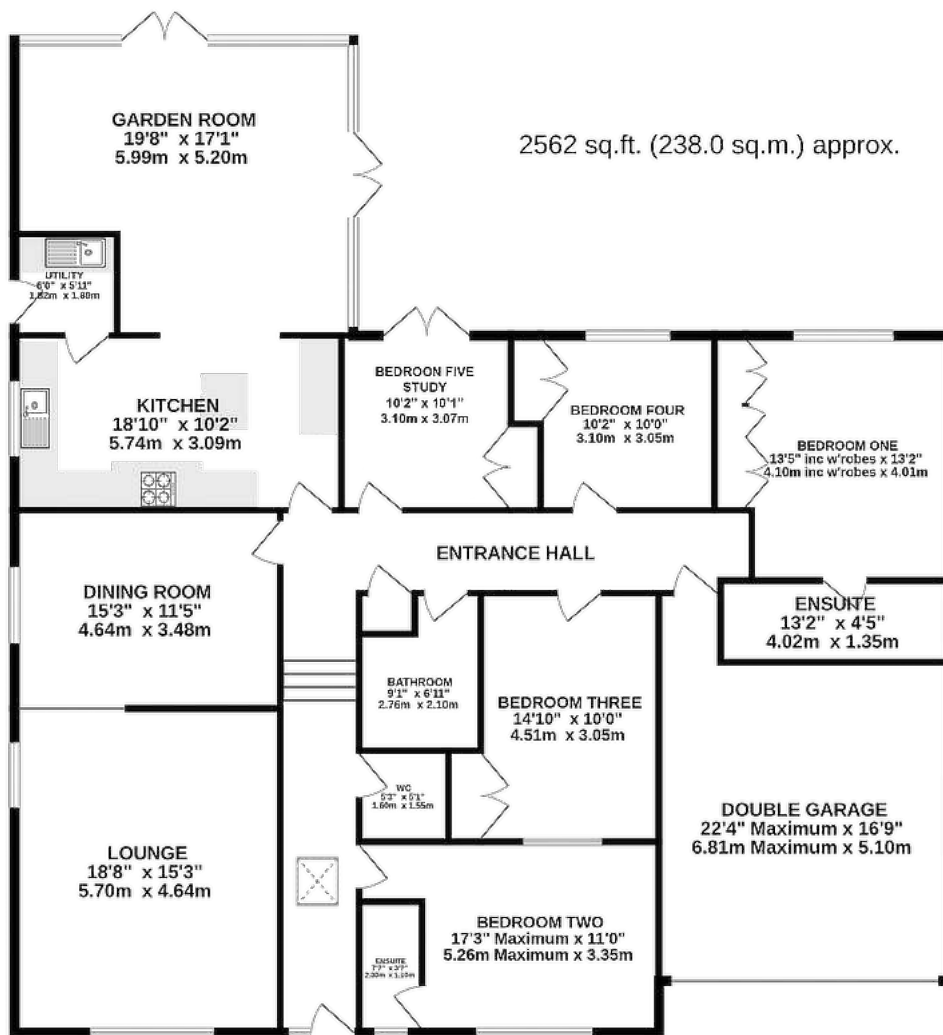 GARDEN ROOM
19'8" x 17'1"
5.99m x 5.20m
2562 sq.ft. (238.0 sq.m.) approx.
UTILITY
6'0" x 5'11"
1.82m x 1.80m
KITCHEN
18'10" x 10'2"
5.74m x 3.09m
BEDROON FIVE
STUDY
10'2" x 10'1"
3.10m x 3.07m
BEDROOM FOUR
10'2" x 10'0"
3.10m x 3.05m
BEDROOM ONE
13'5" inc w'robes x 13'2"
4.10m inc w'robes x 4.01m
ENTRANCE HALL
DINING ROOM
15'3" x 11'5"
4.64m x 3.48m
ENSUITE
13'2" x 4'5"
4.02m x 1.35m
BATHROOM
9'1" x 6'11"
2.76m x 2.10m
BEDROOM THREE
14'10" x 10'0"
4.51m x 3.05m
WC
5'3" x 5'1"
1.60m x 1.55m
LOUNGE
18'8" x 15'3"
5.70m x 4.64m
DOUBLE GARAGE
22'4" Maximum x 16'9"
6.81m Maximum x 5.10m
BEDROOM TWO
17'3" Maximum x 11'0"
5.26m Maximum x 3.35m
ENSUITE